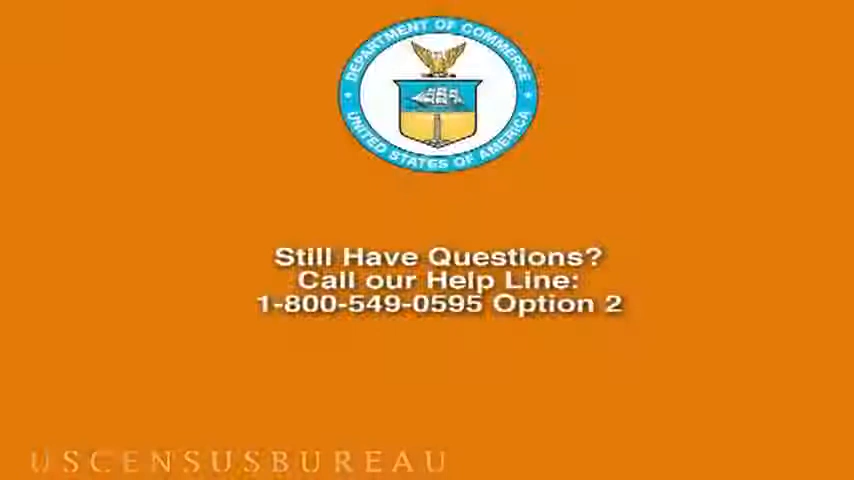 DEPARTMENT OF COMMERCE
UNITED STATES OF AMERICA
Still Have Questions?
Call our Help Line:
1-800-549-0595 Option 2
USCENSUSBUREAU